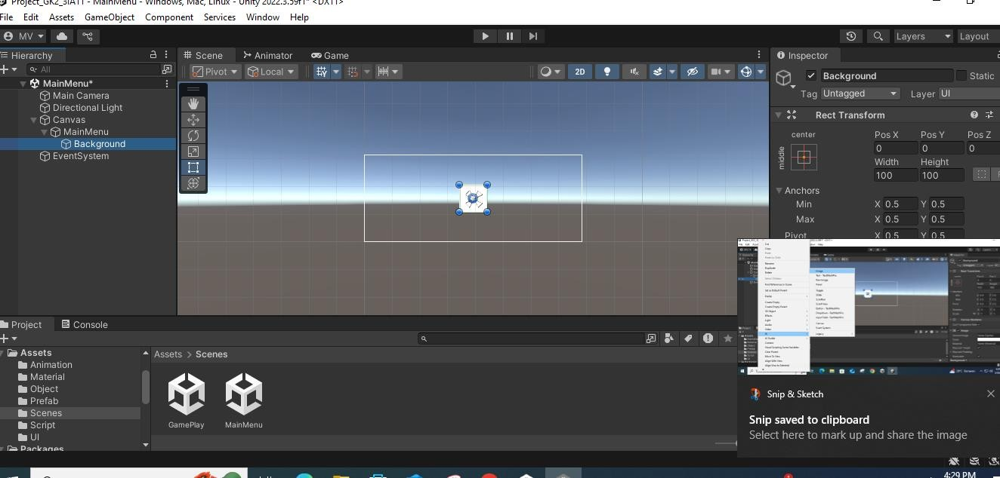 Project_GK2_3IA11 - MainMenu - Windows, Mac, Linux - Unity 2022.3.59f1* <DX11>
File Edit Assets GameObject Component Services Window Help
MV Layers Layout
Hierarchy Scene Animator Game Inspector
All Pivot Local 2D Background Static
MainMenu* Tag Untagged Layer UI
Main Camera
Directional Light Rect Transform
Canvas
MainMenu center Pos X Pos Y Pos Z
Background middle 0 0 0
EventSystem Width Height
100 100
Anchors
Min X 0.5 Y 0.5
Max X 0.5 Y 0.5
Pivot X 0.5 Y 0.5
Project Console
Assets Assets > Scenes
Animation
Material
Object
Prefab
Scenes
Script GamePlay MainMenu
UI
Packages
Snip & Sketch
Snip saved to clipboard
Select here to mark up and share the image
4:29 PM